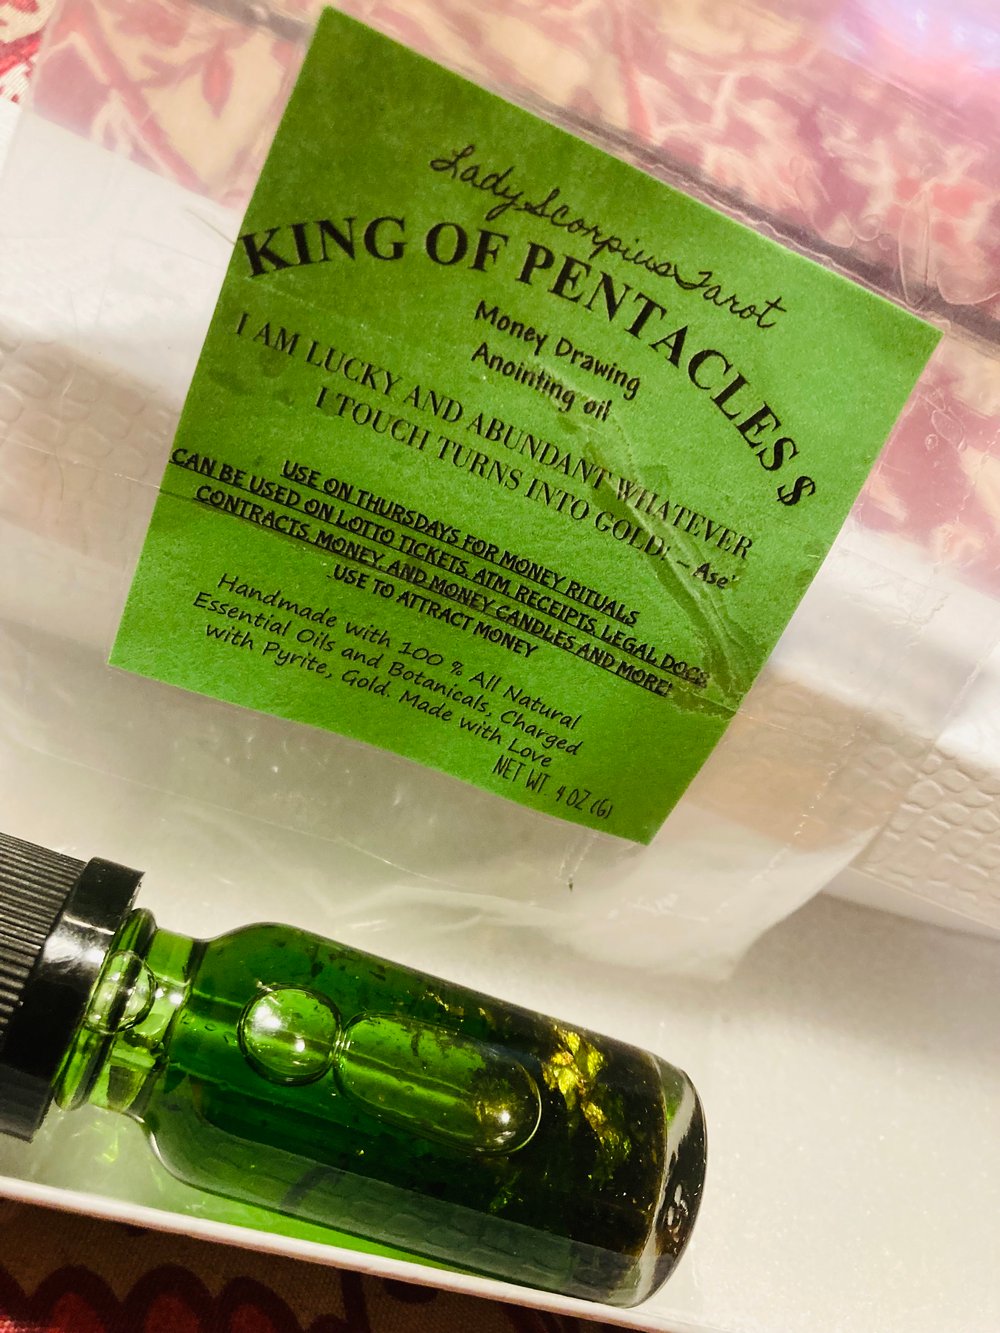 LadyScorpiusTarot
KING OF PENTACLES $
Money Drawing
Anointing oil
I AM LUCKY AND ABUNDANT WHATEVER
I TOUCH TURNS INTO GOLD! – Ase'
USE ON THURSDAYS FOR MONEY RITUALS
CAN BE USED ON LOTTO TICKETS, ATM, RECEIPTS, LEGAL DOCS,
CONTRACTS, MONEY, AND MONEY CANDLES AND MORE!
USE TO ATTRACT MONEY
Handmade with 100 % All Natural
Essential Oils and Botanicals, Charged
with Pyrite, Gold. Made with Love
NET WT. 4 OZ (G)